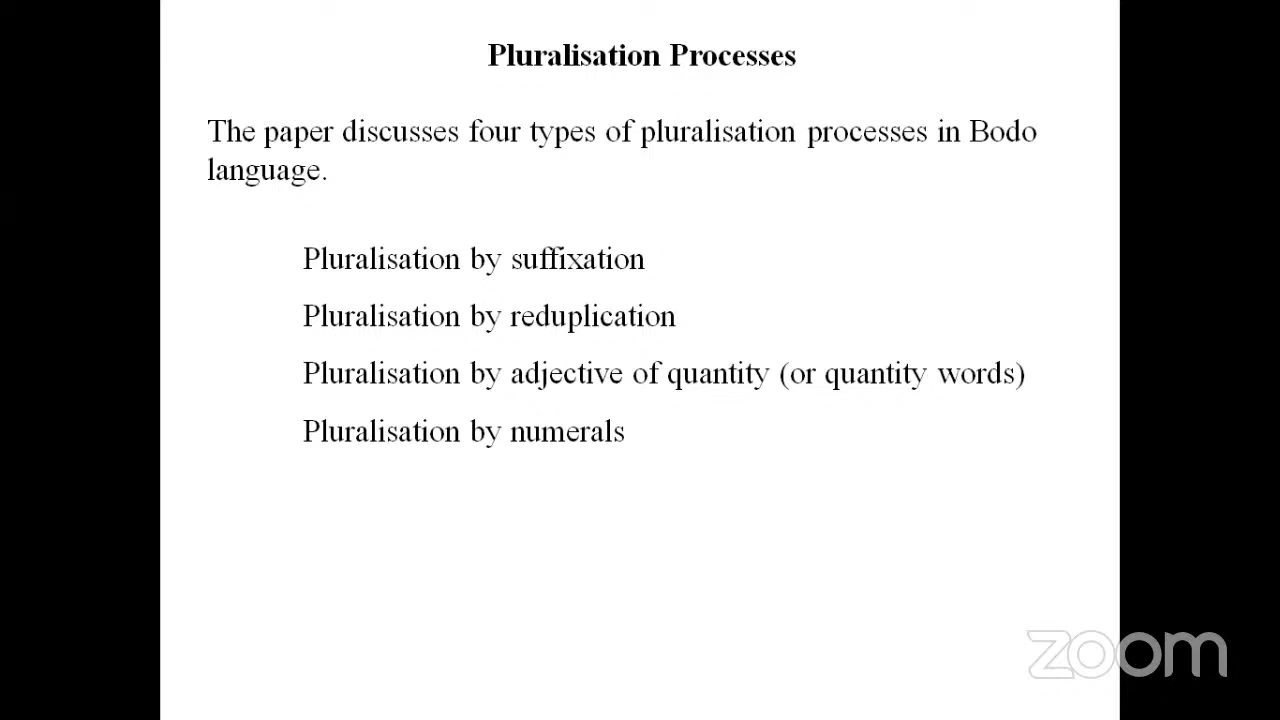 Pluralisation Processes
The paper discusses four types of pluralisation processes in Bodo
language.
Pluralisation by suffixation
Pluralisation by reduplication
Pluralisation by adjective of quantity (or quantity words)
Pluralisation by numerals
zoom